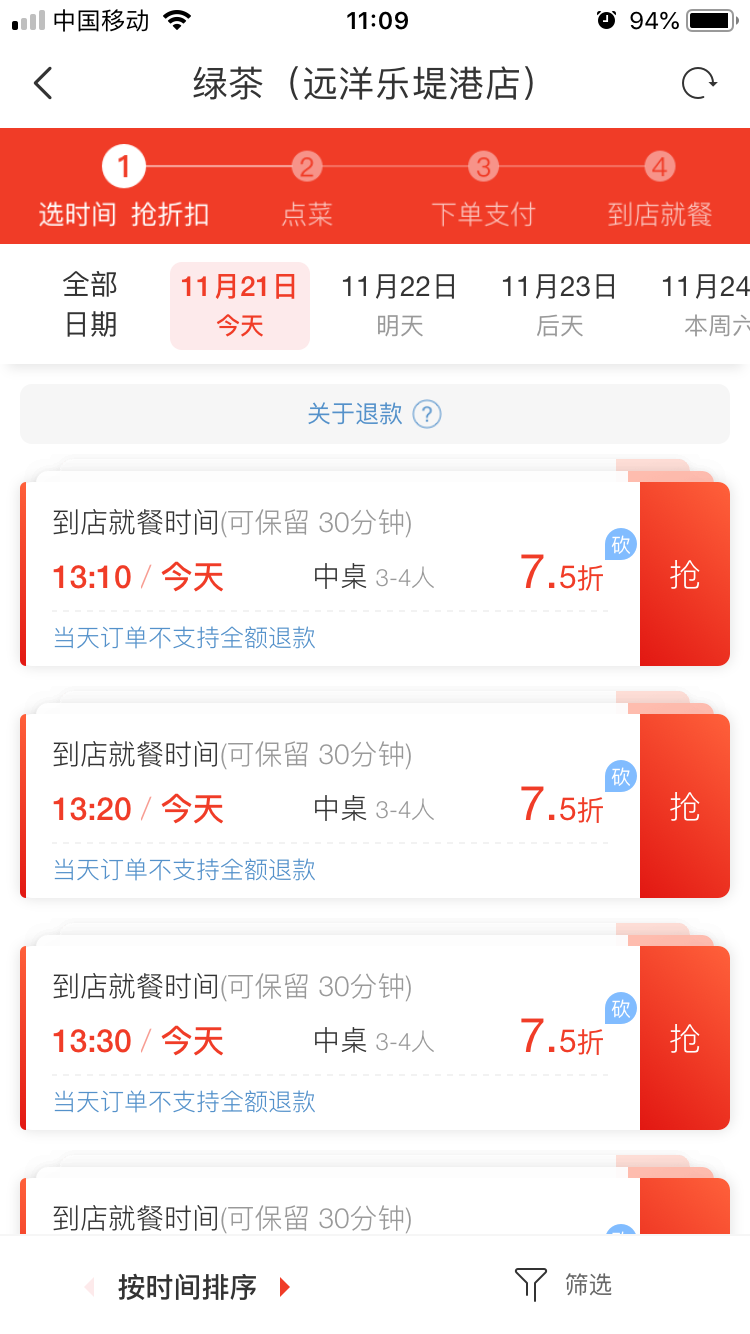 中国移动 11:09 94%
绿茶（远洋乐堤港店）
1 2 3 4
选时间 抢折扣 点菜 下单支付 到店就餐
全部日期
11月21日 11月22日 11月23日 11月24
今天 明天 后天 本周六
关于退款 ?
到店就餐时间(可保留 30分钟)
砍
13:10 / 今天 中桌 3-4人 7.5折 抢
当天订单不支持全额退款
到店就餐时间(可保留 30分钟)
砍
13:20 / 今天 中桌 3-4人 7.5折 抢
当天订单不支持全额退款
到店就餐时间(可保留 30分钟)
砍
13:30 / 今天 中桌 3-4人 7.5折 抢
当天订单不支持全额退款
到店就餐时间(可保留 30分钟)
按时间排序 筛选